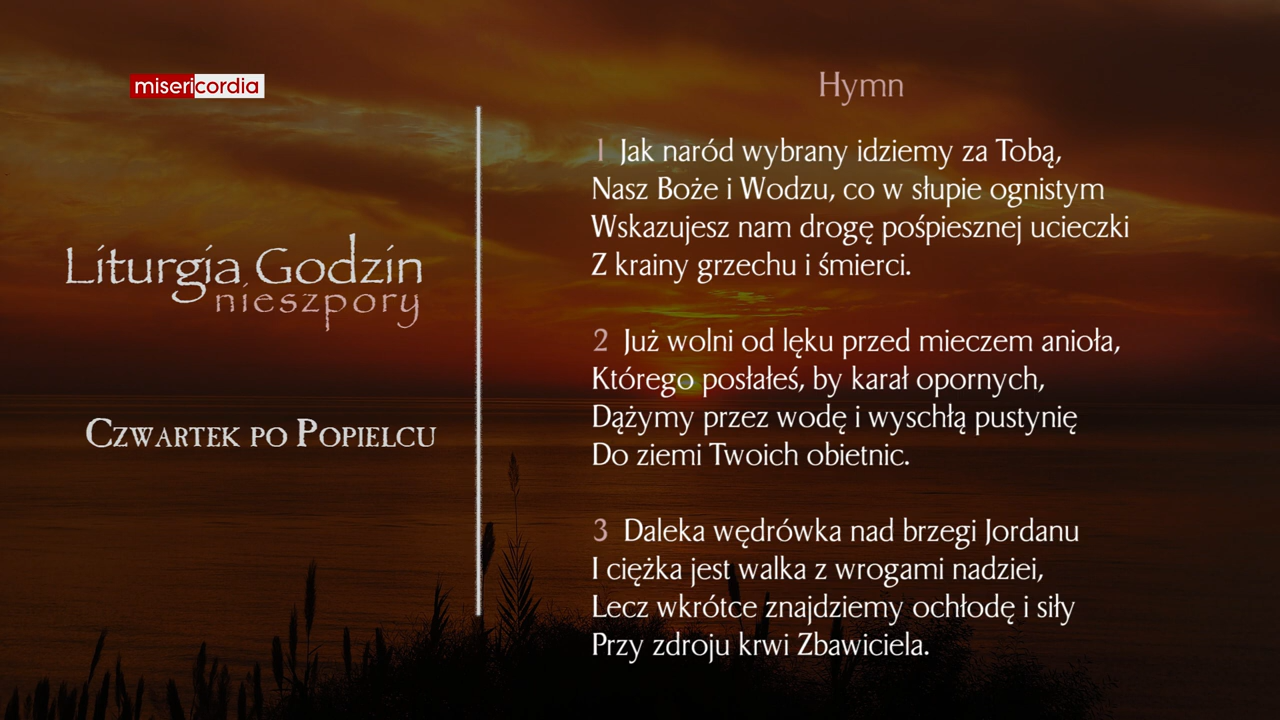 misericordia
Liturgia Godzin
nieszpory
Czwartek po Popielcu
Hymn
1 Jak naród wybrany idziemy za Tobą,
Nasz Boże i Wodzu, co w słupie ognistym
Wskazujesz nam drogę pośpiesznej ucieczki
Z krainy grzechu i śmierci.
2 Już wolni od lęku przed mieczem anioła,
Którego posłałeś, by karał opornych,
Dążymy przez wodę i wyschłą pustynię
Do ziemi Twoich obietnic.
3 Daleka wędrówka nad brzegi Jordanu
I ciężka jest walka z wrogami nadziei,
Lecz wkrótce znajdziemy ochłodę i siły
Przy zdroju krwi Zbawiciela.